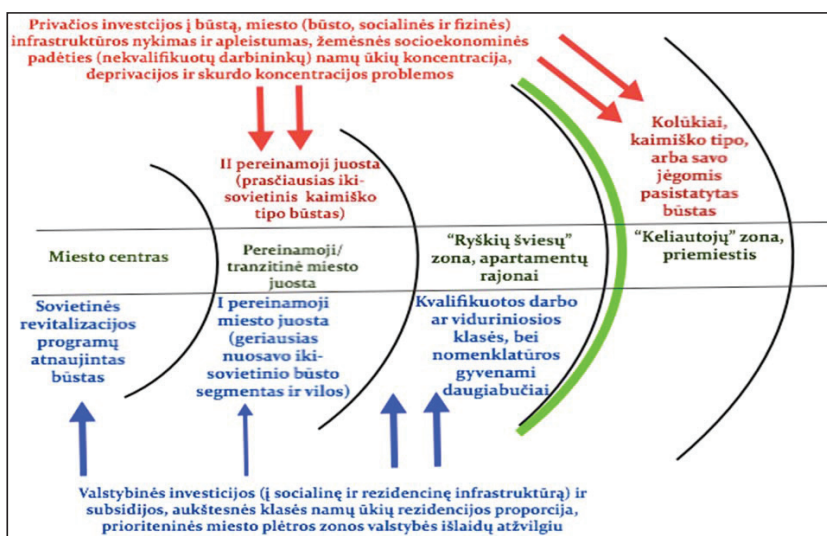 Privačios investcijos į būstą, miesto (būsto, socialinės ir fizinės)
infrastruktūros nykimas ir apleistumas, žemėsnės socioekonominės
padėties (nekvalifikuotų darbininkų) namų ūkių koncentracija,
deprivacijos ir skurdo koncentracijos problemos
Kolūkiai,
kaimiško tipo,
arba savo
jėgomis
pasistatytas
būstas
II pereinamoji juosta
(prasčiausias iki-
sovietinis kaimiško
tipo būstas)
Miesto centras
Pereinamoji/
tranzitinė miesto
juosta
“Ryškių šviesų”
zona, apartamentų
rajonai
“Keliautojų” zona,
priemiestis
Sovietinės
revitalizacijos
programų
atnaujintas
būstas
I pereinamoji
miesto juosta
(geriausias
nuosavo iki-
sovietinio būsto
segmentas ir vilos)
Kvalifikuotos darbo
ar viduriniosios
klasės, bei
nomenklatūros
gyvenami
daugiabučiai
Valstybinės investicijos (į socialinę ir rezidencinę infrastruktūrą) ir
subsidijos, aukštesnės klasės namų ūkių rezidencijos proporcija,
prioriteninės miesto plėtros zonos valstybės išlaidų atžvilgiu